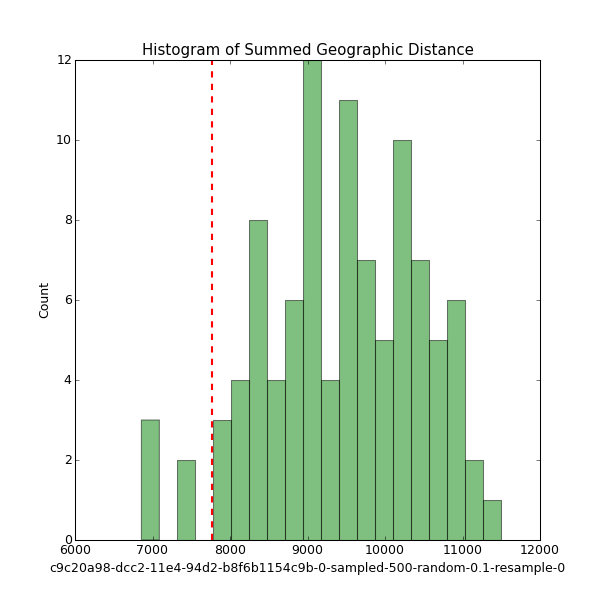 Histogram of Summed Geographic Distance
12
10
8
6
4
2
0
Count
6000 7000 8000 9000 10000 11000 12000
c9c20a98-dcc2-11e4-94d2-b8f6b1154c9b-0-sampled-500-random-0.1-resample-0